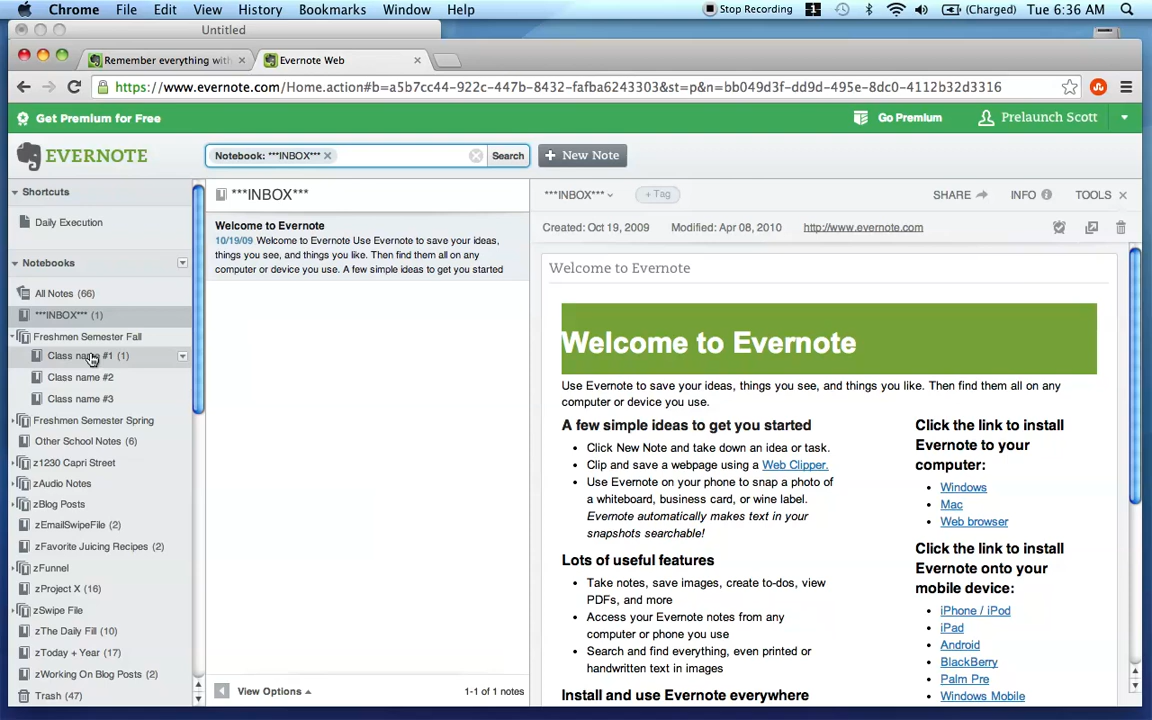 Chrome File Edit View History Bookmarks Window Help
Stop Recording 1 (Charged) Tue 6:36 AM
Untitled
Remember everything with
Evernote Web
https://www.evernote.com/Home.action#b=a5b7cc44-922c-447b-8432-fafba6243303&st=p&n=bb049d3f-dd9d-495e-8dc0-4112b32d3316
Get Premium for Free
Go Premium
Prelaunch Scott
EVERNOTE
Notebook: ***INBOX***
Search
+ New Note
Shortcuts
Daily Execution
Notebooks
All Notes (66)
***INBOX*** (1)
Freshmen Semester Fall
Class name #1 (1)
Class name #2
Class name #3
Freshmen Semester Spring
Other School Notes (6)
z1230 Capri Street
zAudio Notes
zBlog Posts
zEmailSwipeFile (2)
zFavorite Juicing Recipes (2)
zFunnel
zProject X (16)
zSwipe File
zThe Daily Fill (10)
zToday + Year (17)
zWorking On Blog Posts (2)
Trash (47)
***INBOX***
Welcome to Evernote
10/19/09 Welcome to Evernote Use Evernote to save your ideas,
things you see, and things you like. Then find them all on any
computer or device you use. A few simple ideas to get you started
View Options
1-1 of 1 notes
***INBOX***
+ Tag
SHARE
INFO
TOOLS
Created: Oct 19, 2009
Modified: Apr 08, 2010
http://www.evernote.com
Welcome to Evernote
Welcome to Evernote
Use Evernote to save your ideas, things you see, and things you like. Then find them all on any
computer or device you use.
A few simple ideas to get you started
• Click New Note and take down an idea or task.
• Clip and save a webpage using a Web Clipper.
• Use Evernote on your phone to snap a photo of
a whiteboard, business card, or wine label.
Evernote automatically makes text in your
snapshots searchable!
Lots of useful features
• Take notes, save images, create to-dos, view
PDFs, and more
• Access your Evernote notes from any
computer or phone you use
• Search and find everything, even printed or
handwritten text in images
Install and use Evernote everywhere
Click the link to install
Evernote to your
computer:
• Windows
• Mac
• Web browser
Click the link to install
Evernote onto your
mobile device:
• iPhone / iPod
• iPad
• Android
• BlackBerry
• Palm Pre
• Windows Mobile